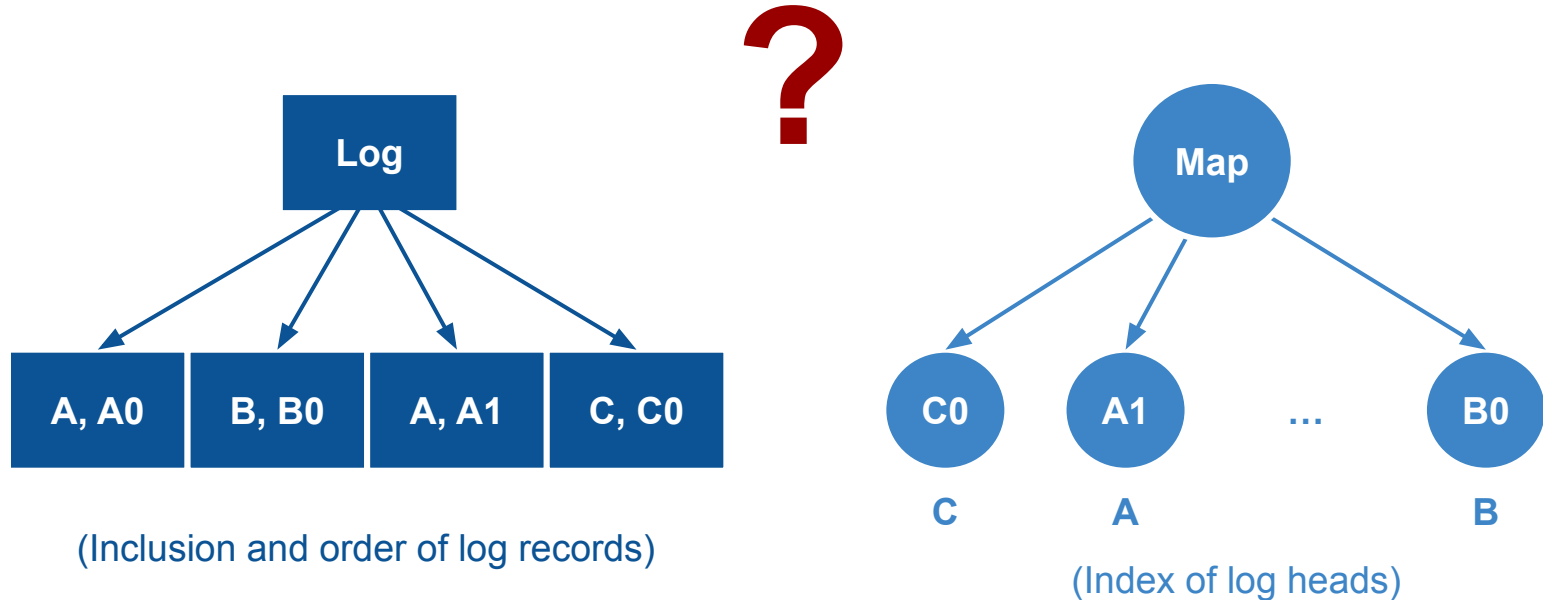 ?
Log
Map
A, A0
B, B0
A, A1
C, C0
C0
A1
...
B0
C
A
B
(Inclusion and order of log records)
(Index of log heads)